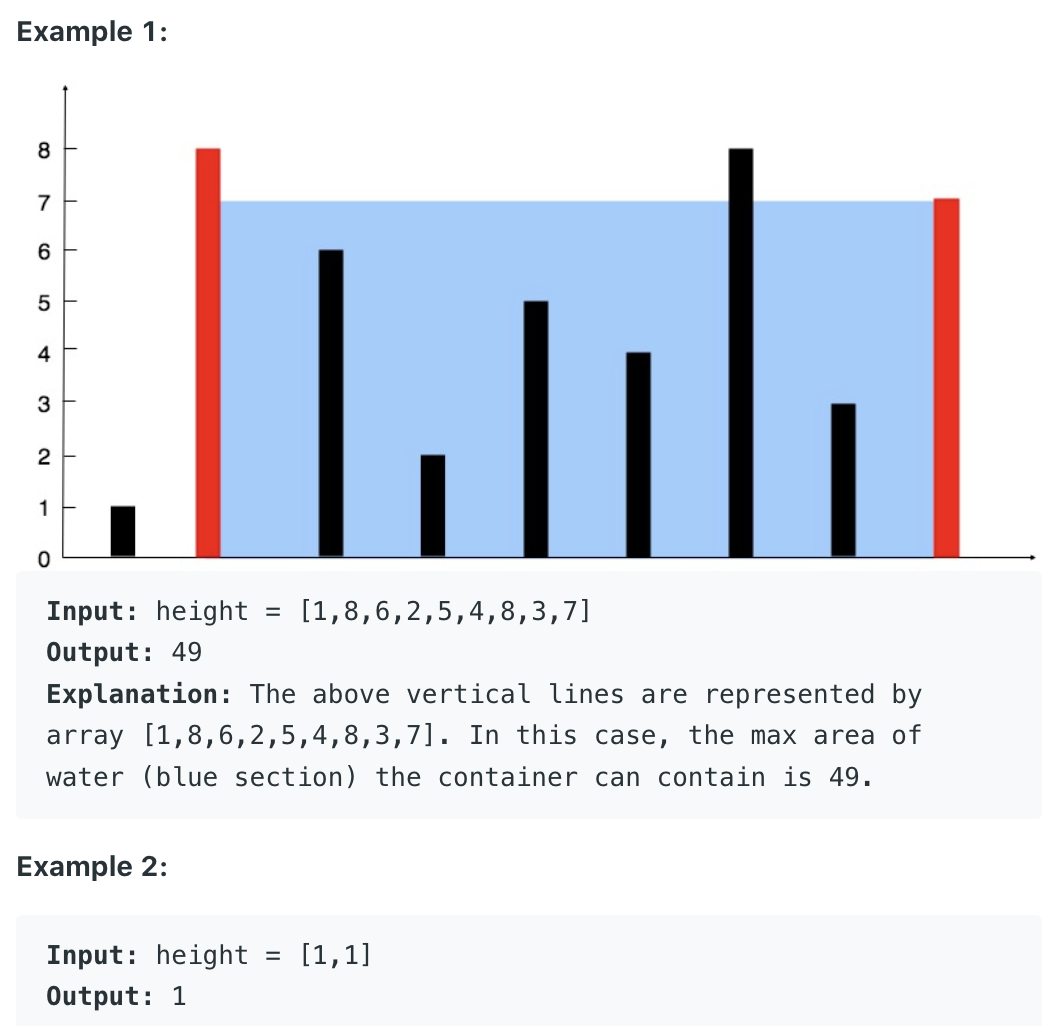 Example 1:
8
7
6
5
4
3
2
1
0
Input: height = [1,8,6,2,5,4,8,3,7]
Output: 49
Explanation: The above vertical lines are represented by
array [1,8,6,2,5,4,8,3,7]. In this case, the max area of
water (blue section) the container can contain is 49.
Example 2:
Input: height = [1,1]
Output: 1